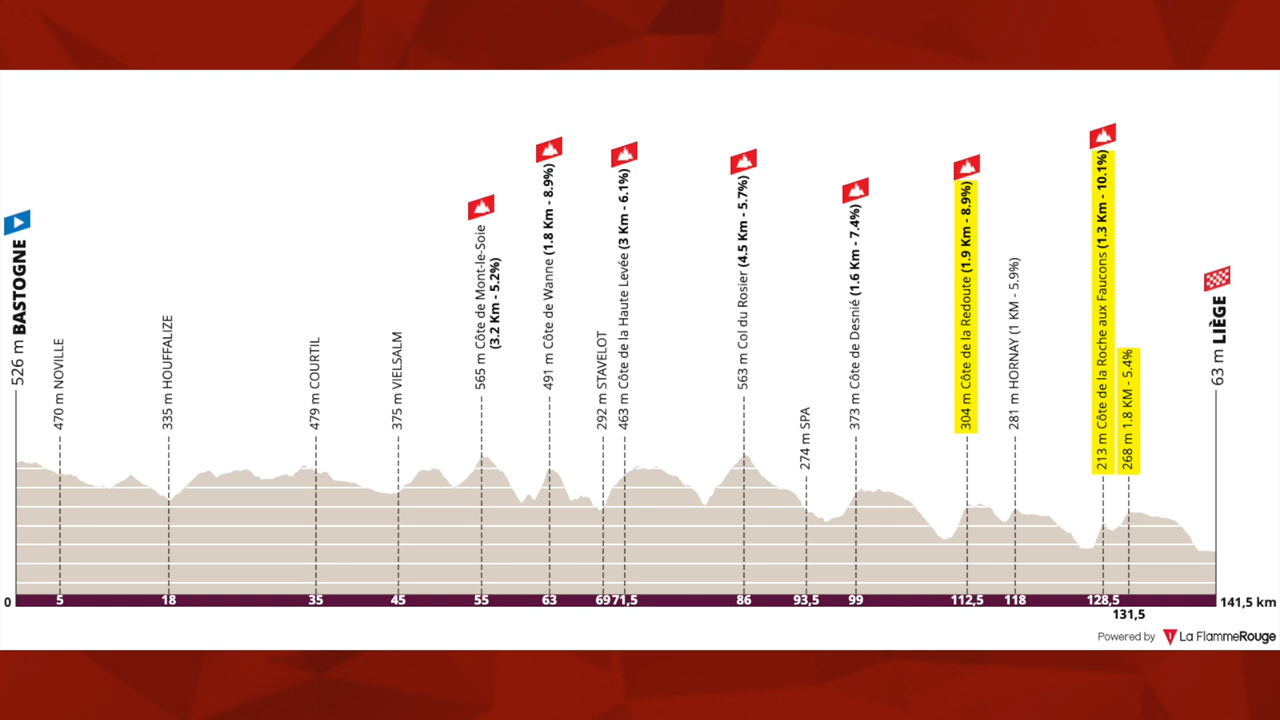 526 m BASTOGNE
470 m NOVILLE
335 m HOUFFALIZE
479 m COURTIL
375 m VIELSALM
565 m Côte de Mont-le-Soie
(3.2 Km - 5.2%)
491 m Côte de Wanne (1.8 Km - 8.9%)
292 m STAVELOT
463 m Côte de la Haute Levée (3 Km - 6.1%)
563 m Col du Rosier (4.5 Km - 5.7%)
274 m SPA
373 m Côte de Desnié (1.6 Km - 7.4%)
304 m Côte de la Redoute (1.9 Km - 8.9%)
281 m HORNAY (1 KM - 5.9%)
213 m Côte de la Roche aux Faucons (1.3 Km - 10.1%)
268 m 1.8 KM - 5.4%
63 m LIÈGE
0 5 18 35 45 55 63 69 71,5 86 93,5 99 112,5 118 128,5 141,5 km
131,5
Powered by La FlammeRouge